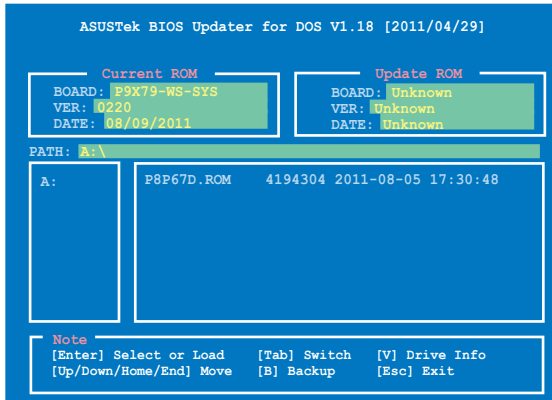 ASUSTek BIOS Updater for DOS V1.18 [2011/04/29]
Current ROM
BOARD: P9X79-WS-SYS
VER: 0220
DATE: 08/09/2011
Update ROM
BOARD: Unknown
VER: Unknown
DATE: Unknown
PATH: A:\
A:
P8P67D.ROM 4194304 2011-08-05 17:30:48
Note
[Enter] Select or Load [Tab] Switch [V] Drive Info
[Up/Down/Home/End] Move [B] Backup [Esc] Exit